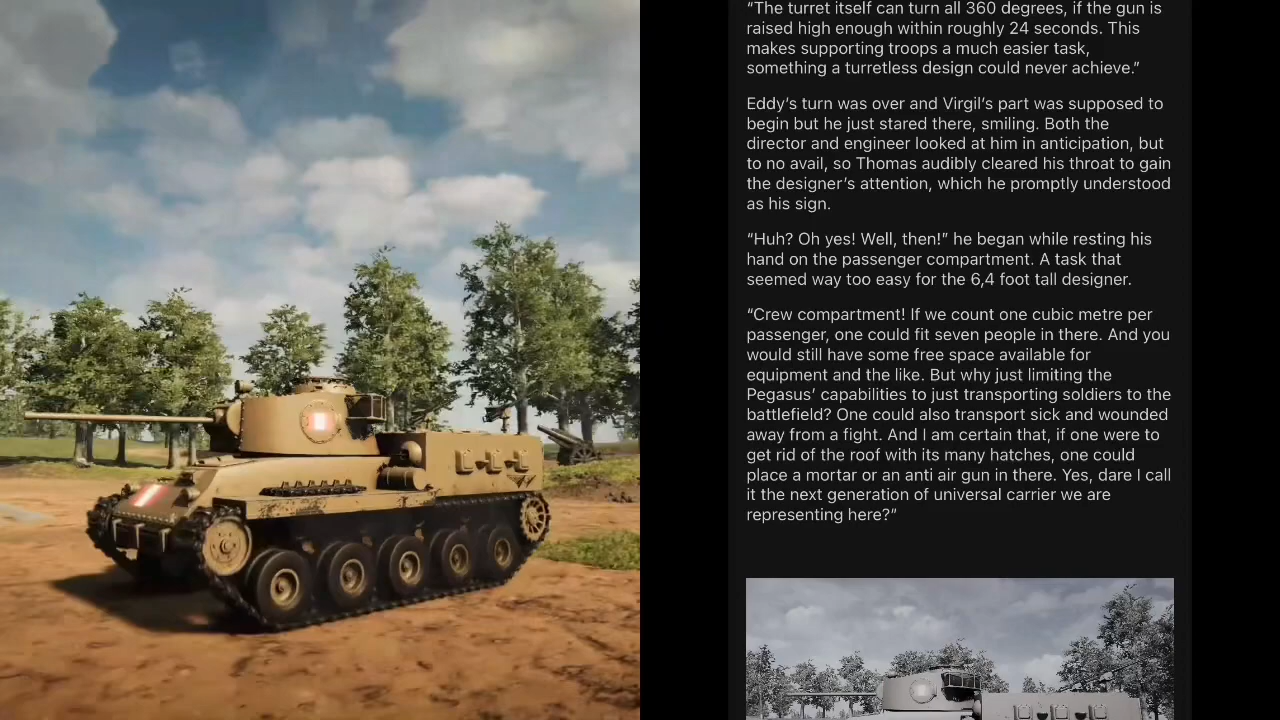 “The turret itself can turn all 360 degrees, if the gun is
raised high enough within roughly 24 seconds. This
makes supporting troops a much easier task,
something a turretless design could never achieve.”
Eddy’s turn was over and Virgil’s part was supposed to
begin but he just stared there, smiling. Both the
director and engineer looked at him in anticipation, but
to no avail, so Thomas audibly cleared his throat to gain
the designer’s attention, which he promptly understood
as his sign.
“Huh? Oh yes! Well, then!” he began while resting his
hand on the passenger compartment. A task that
seemed way too easy for the 6,4 foot tall designer.
“Crew compartment! If we count one cubic metre per
passenger, one could fit seven people in there. And you
would still have some free space available for
equipment and the like. But why just limiting the
Pegasus’ capabilities to just transporting soldiers to the
battlefield? One could also transport sick and wounded
away from a fight. And I am certain that, if one were to
get rid of the roof with its many hatches, one could
place a mortar or an anti air gun in there. Yes, dare I call
it the next generation of universal carrier we are
representing here?”